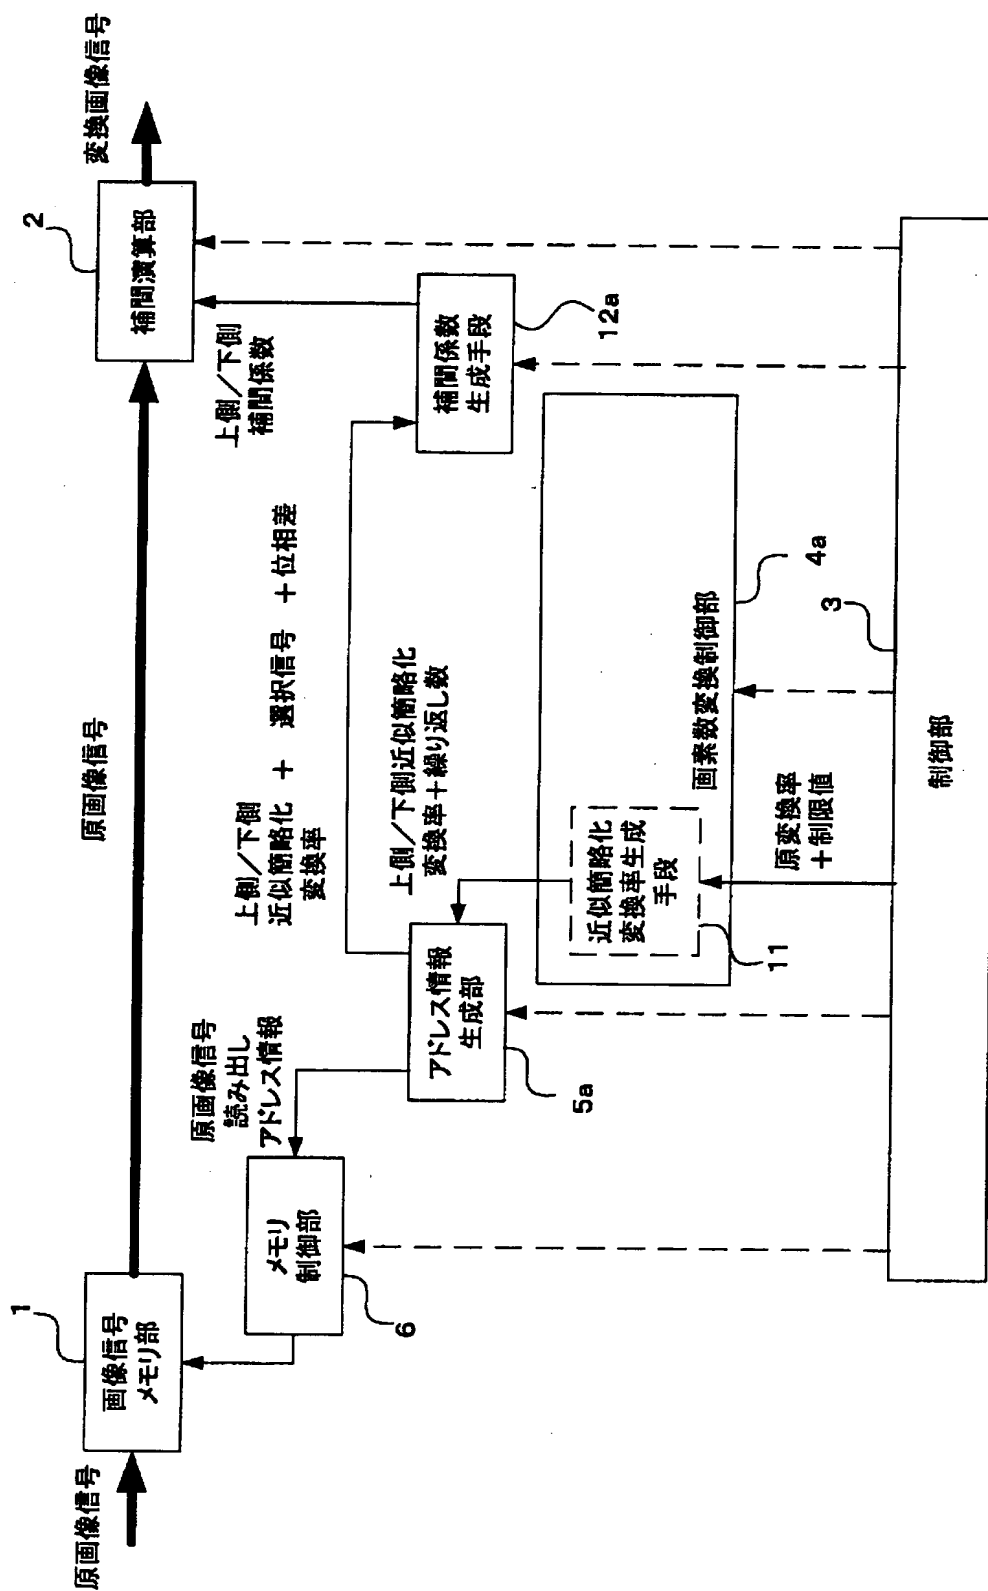 原画像信号
1
画像信号
メモリ部
原画像信号
2
補間演算部
変換画像信号
原画像信号
読み出し
アドレス情報
メモリ
制御部
6
上側/下側
近似簡略化 + 選択信号 +位相差
変換率
上側/下側
補間係数
アドレス情報
生成部
5a
上側/下側近似簡略化
変換率+繰り返し数
補間係数
生成手段
12a
近似簡略化
変換率生成
手段
11
画素数変換制御部
4a
原変換率
+制限値
3
制御部